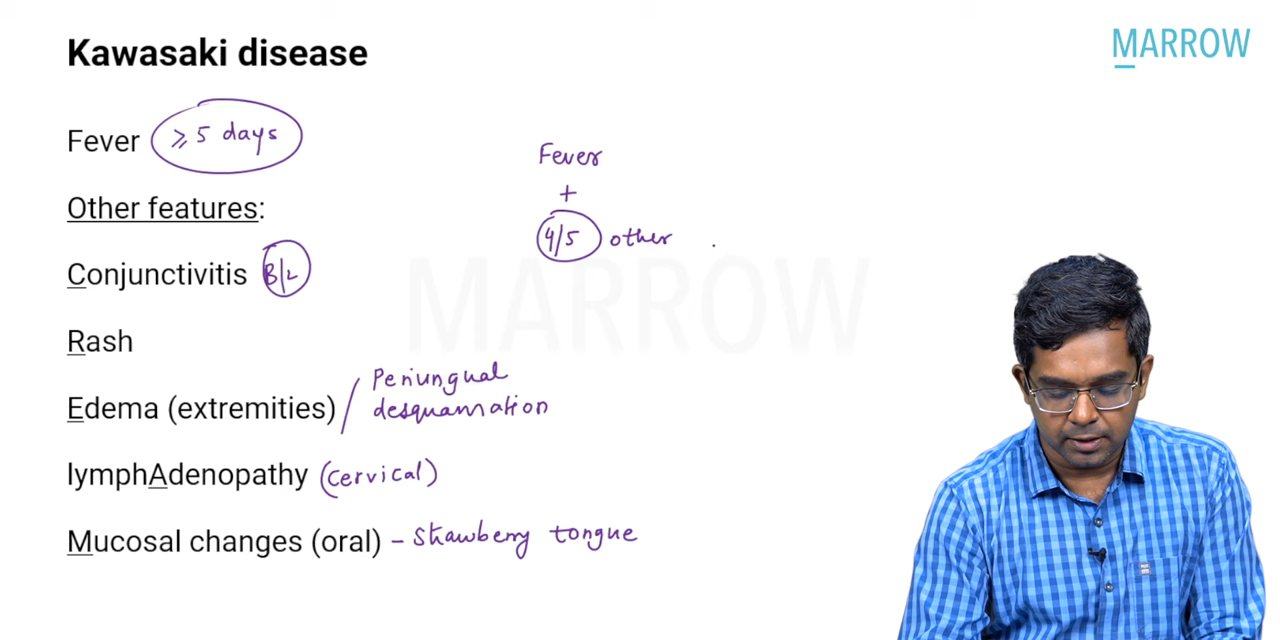 Kawasaki disease
MARROW
Fever ≥ 5 days
Other features:
Conjunctivitis B/L
Rash
Edema (extremities) / Periungual
desquamation
lymphAdenopathy (cervical)
Mucosal changes (oral) – Strawberry tongue
Fever
+
4/5 other
MARROW